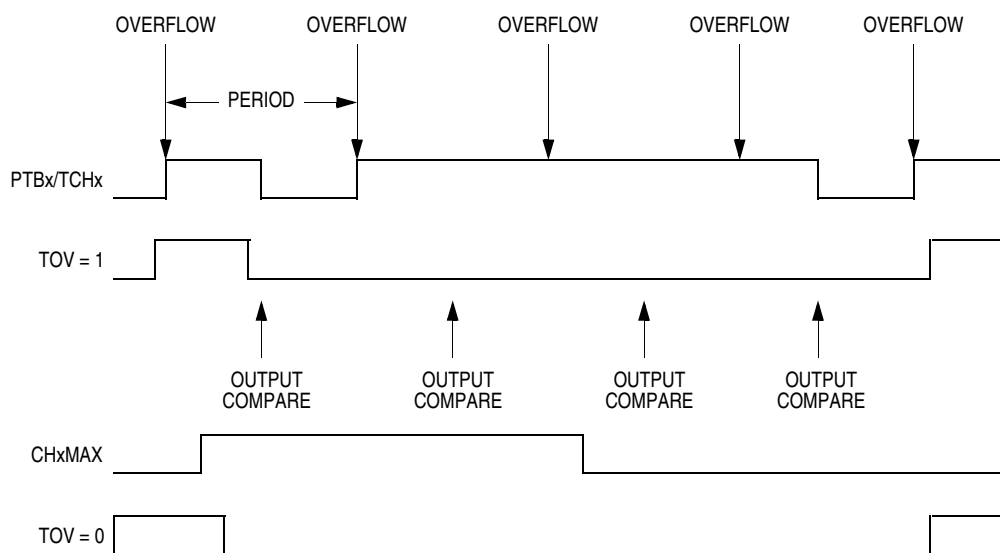 OVERFLOW OVERFLOW OVERFLOW OVERFLOW OVERFLOW
PERIOD
PTBx/TCHx
TOV = 1
OUTPUT COMPARE
OUTPUT COMPARE
OUTPUT COMPARE
OUTPUT COMPARE
CHxMAX
TOV = 0